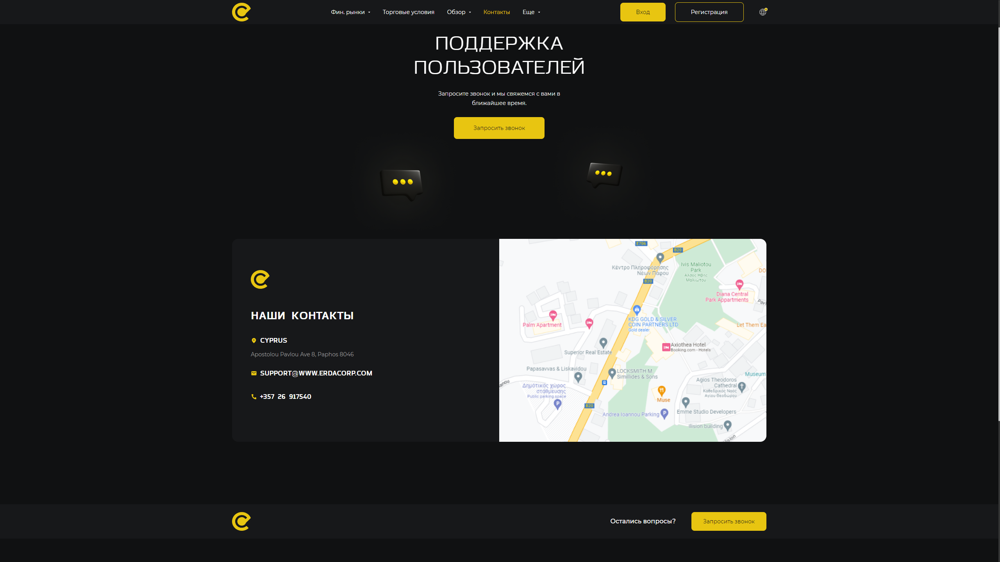 Фин. рынки
Торговые условия
Обзор
Контакты
Еще
Вход
Регистрация
ПОДДЕРЖКА
ПОЛЬЗОВАТЕЛЕЙ
Запросите звонок и мы свяжемся с вами в
ближайшее время.
Запросить звонок
НАШИ КОНТАКТЫ
CYPRUS
Apostolou Pavlou Ave 8, Paphos 8046
SUPPORT@WWW.ERDACORP.COM
+357 26 917540
E706
B20
Κέντρο Πληροφόρησης
Νέων Πάφου
B20
Ivis Maliotou
Park
Άλσος Ήβης
Μαλιώτου
DO
Diana Central
Park Appartments
Palm Apartment
KDG GOLD & SILVER
COIN PARTNERS LTD
Gold dealer
Let Them Ea
Superior Real Estate
Axiothea Hotel
Booking.com - Hotels
Papasavvas & Liskavidou
LOCKSMITH M.
Simillides & Sons
Museum
Agios Theodoros
Cathedral
Καθεδρικός Ναός
Αγίου Θεοδώρου
Δημότικός χώρος
στάθμευσης
Public parking space
P
Muse
B20
Andrea Ioannou Parking
P
Emme Studio Developers
Ilision building
Остались вопросы?
Запросить звонок